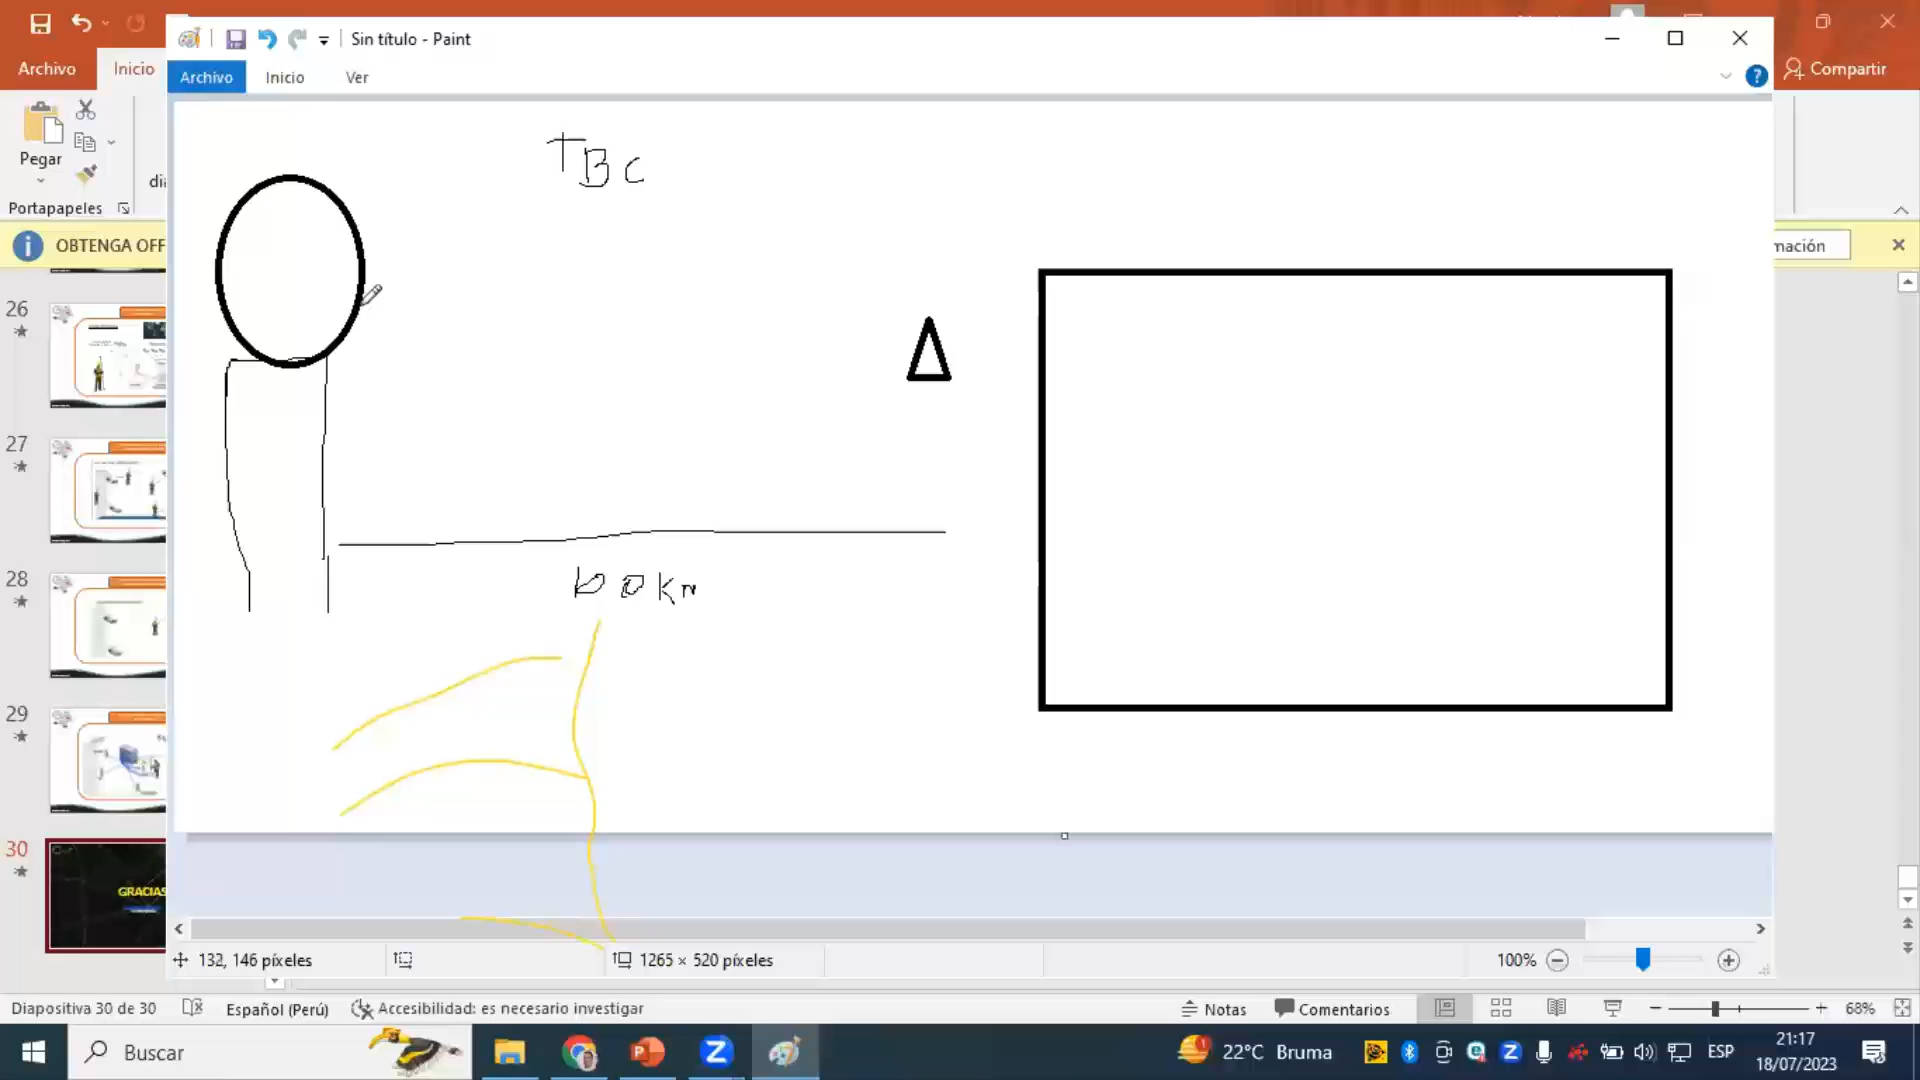 Sin título - Paint
Archivo
Inicio
Compartir
Archivo
Inicio
Ver
?
Pegar
Portapapeles
OBTENGA OFF
mación
TBC
26
27
28
29
30
GRACIAS
132, 146 píxeles
1265 × 520 píxeles
100%
Diapositiva 30 de 30
Español (Perú)
Accesibilidad: es necesario investigar
Notas
Comentarios
68%
Buscar
22°C Bruma
ESP
21:17
18/07/2023